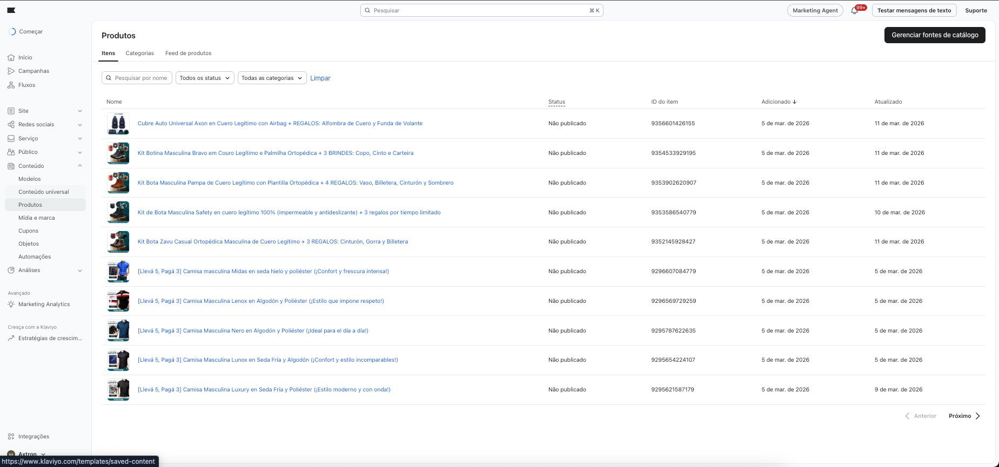 Pesquisar
⌘ K
Marketing Agent
99+
Testar mensagens de texto
Suporte
Começar
Início
Campanhas
Fluxos
Site
Redes sociais
Serviço
Público
Conteúdo
Modelos
Conteúdo universal
Produtos
Mídia e marca
Cupons
Objetos
Automações
Análises
Avançado
Marketing Analytics
Cresça com a Klaviyo
Estratégias de crescim...
Integrações
Axtron
https://www.klaviyo.com/templates/saved-content
Produtos
Gerenciar fontes de catálogo
Itens Categorias Feed de produtos
Pesquisar por nome Todos os status Todas as categorias Limpar
Nome Status ID do item Adicionado Atualizado
Cubre Auto Universal Axon en Cuero Legítimo con Airbag + REGALOS: Alfombra de Cuero y Funda de Volante Não publicado 9356601426155 5 de mar. de 2026 11 de mar. de 2026
Kit Botina Masculina Bravo em Couro Legítimo e Palmilha Ortopédica + 3 BRINDES: Copo, Cinto e Carteira Não publicado 9354533929195 5 de mar. de 2026 11 de mar. de 2026
Kit Bota Masculina Pampa de Cuero Legítimo con Plantilla Ortopédica + 4 REGALOS: Vaso, Billetera, Cinturón y Sombrero Não publicado 9353902620907 5 de mar. de 2026 11 de mar. de 2026
Kit de Bota Masculina Safety en cuero legítimo 100% (impermeable y antideslizante) + 3 regalos por tiempo limitado Não publicado 9353586540779 5 de mar. de 2026 10 de mar. de 2026
Kit Bota Zavu Casual Ortopédica Masculina de Cuero Legítimo + 3 REGALOS: Cinturón, Gorra y Billetera Não publicado 9352145928427 5 de mar. de 2026 11 de mar. de 2026
[Llevá 5, Pagá 3] Camisa masculina Midas en seda hielo y poliéster (¡Confort y frescura intensa!) Não publicado 9296607084779 5 de mar. de 2026 5 de mar. de 2026
[Llevá 5, Pagá 3] Camisa Masculina Lenox en Algodón y Poliéster (¡Estilo que impone respeto!) Não publicado 9296569729259 5 de mar. de 2026 5 de mar. de 2026
[Llevá 5, Pagá 3] Camisa Masculina Nero en Algodón y Poliéster (¡Ideal para el día a día!) Não publicado 9295787622635 5 de mar. de 2026 5 de mar. de 2026
[Llevá 5, Pagá 3] Camisa Masculina Lunox en Seda Fría y Algodón (¡Confort y estilo incomparables!) Não publicado 9295654224107 5 de mar. de 2026 5 de mar. de 2026
[Llevá 5, Pagá 3] Camisa Masculina Luxury en Seda Fría y Poliéster (¡Estilo moderno y con onda!) Não publicado 9295621587179 5 de mar. de 2026 9 de mar. de 2026
Anterior Próximo